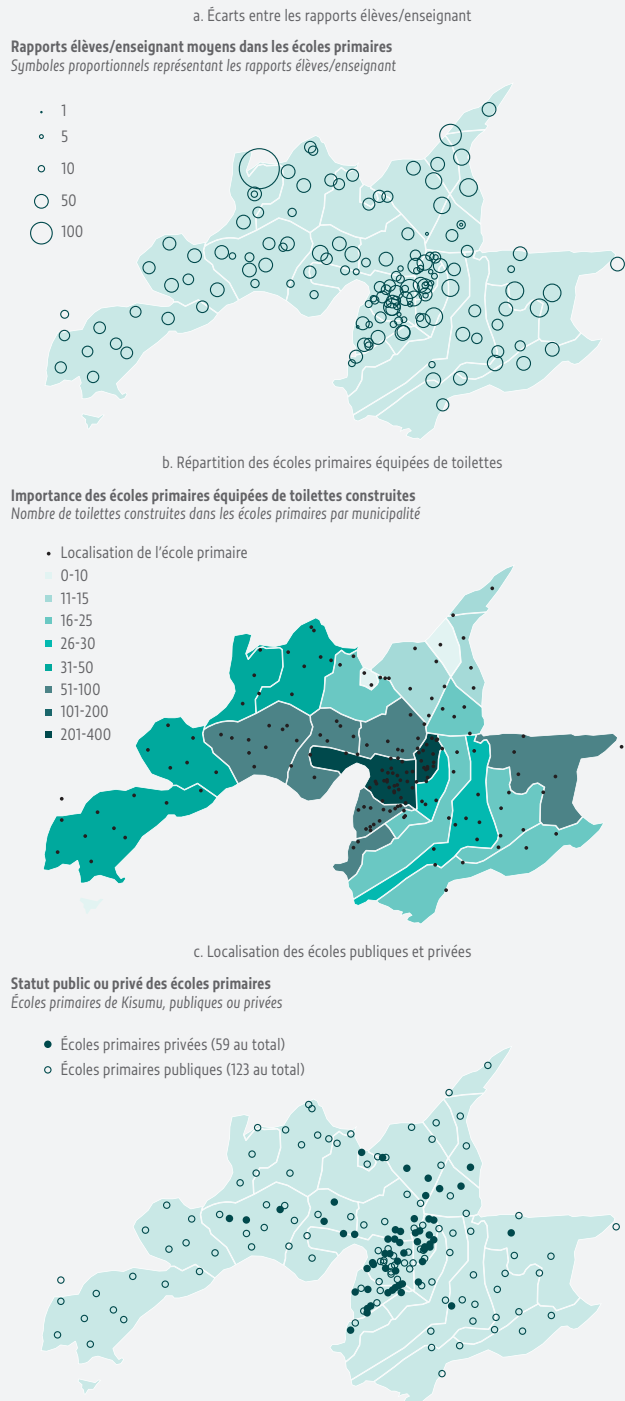 a. Écarts entre les rapports élèves/enseignant
Rapports élèves/enseignant moyens dans les écoles primaires
Symboles proportionnels représentant les rapports élèves/enseignant
1
5
10
50
100
b. Répartition des écoles primaires équipées de toilettes
Importance des écoles primaires équipées de toilettes construites
Nombre de toilettes construites dans les écoles primaires par municipalité
Localisation de l’école primaire
0-10
11-15
16-25
26-30
31-50
51-100
101-200
201-400
c. Localisation des écoles publiques et privées
Statut public ou privé des écoles primaires
Écoles primaires de Kisumu, publiques ou privées
Écoles primaires privées (59 au total)
Écoles primaires publiques (123 au total)